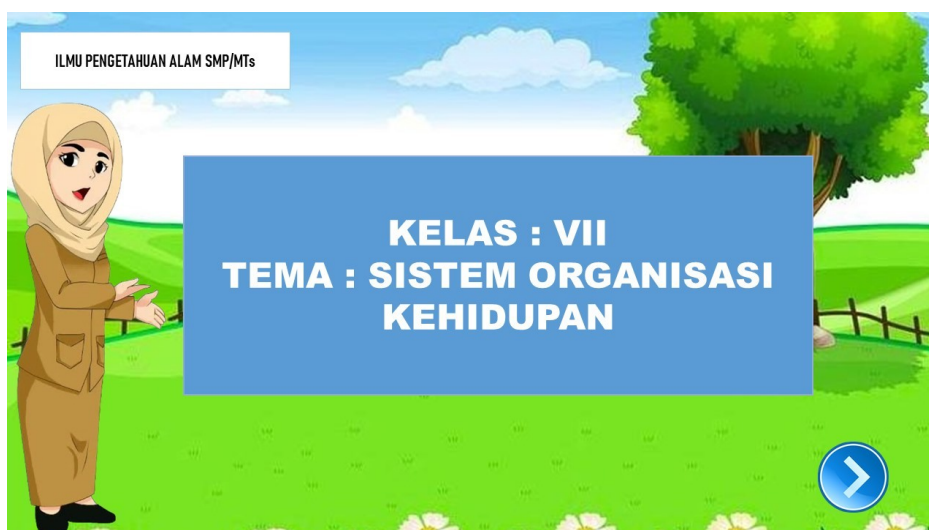 ILMU PENGETAHUAN ALAM SMP/MTs
KELAS : VII
TEMA : SISTEM ORGANISASI
KEHIDUPAN